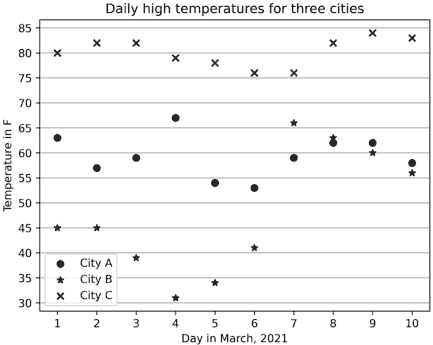 Daily high temperatures for three cities
Temperature in F
85
80
75
70
65
60
55
50
45
40
35
30
City A
City B
City C
1 2 3 4 5 6 7 8 9 10
Day in March, 2021